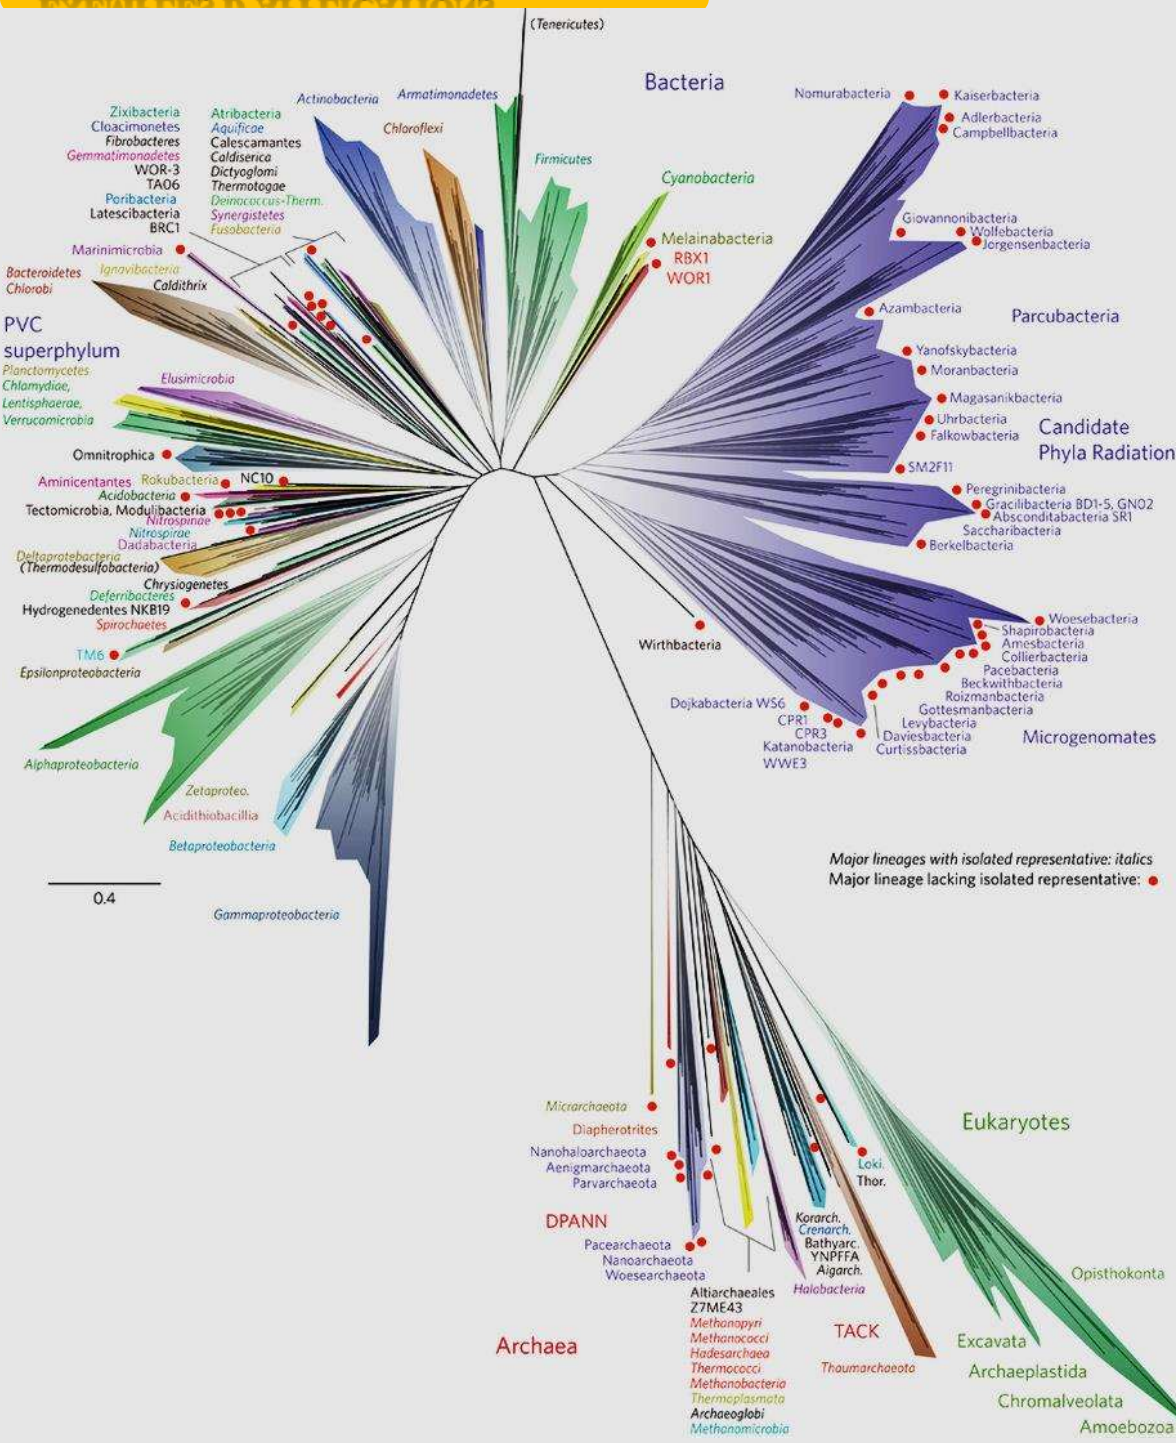 (Tenericutes)
Bacteria
Actinobacteria
Armatimonadetes
Chloroflexi
Firmicutes
Cyanobacteria
Melainabacteria
RBX1
WOR1
Zixibacteria
Cloacimonetes
Fibrobacteres
Gemmatimonadetes
WOR-3
TA06
Poribacteria
Latescibacteria
BRC1
Atribacteria
Aquificae
Calescamantes
Caldiserica
Dictyoglomi
Thermotogae
Deinococcus-Therm.
Synergistetes
Fusobacteria
Marinimicrobia
Bacteroidetes
Chlorobi
Ignavibacteria
Caldithrix
PVC
superphylum
Planctomycetes
Chlamydiae,
Lentisphaerae,
Verrucomicrobia
Elusimicrobia
Omnitrophica
Aminicentantes
Rokubacteria
NC10
Acidobacteria
Tectomicrobia, Modulibacteria
Nitrospinae
Nitrospirae
Dadabacteria
Deltaprotebacteria
(Thermodesulfobacteria)
Chrysiogenetes
Deferribacteres
Hydrogenedentes NKB19
Spirochaetes
TM6
Epsilonproteobacteria
Alphaproteobacteria
Zetaproteo.
Acidithiobacillia
Betaproteobacteria
Gammaproteobacteria
0.4
Nomurabacteria
Kaiserbacteria
Adlerbacteria
Campbellbacteria
Giovannonibacteria
Wolfebacteria
Jorgensenbacteria
Azambacteria
Parcubacteria
Yanofskybacteria
Moranbacteria
Magasanikbacteria
Uhrbacteria
Falkowbacteria
Candidate
Phyla Radiation
SM2F11
Peregrinibacteria
Gracilibacteria BD1-5, GN02
Absconditabacteria SR1
Saccharibacteria
Berkelbacteria
Woesebacteria
Shapirobacteria
Amesbacteria
Collierbacteria
Pacebacteria
Beckwithbacteria
Roizmanbacteria
Gottesmanbacteria
Levybacteria
Daviesbacteria
Curtissbacteria
Microgenomates
Wirthbacteria
Dojkabacteria WS6
CPR1
CPR3
Katanobacteria
WWE3
Major lineages with isolated representative: italics
Major lineage lacking isolated representative:
Micrarchaeota
Diapherotrites
Nanohaloarchaeota
Aenigmarchaeota
Parvarchaeota
DPANN
Pacearchaeota
Nanoarchaeota
Woesearchaeota
Altiarchaeales
Z7ME43
Methanopyri
Methanococci
Hadesarchaea
Thermococci
Methanobacteria
Thermoplasmata
Archaeoglobi
Methanomicrobia
Archaea
Halobacteria
Korarch.
Crenarch.
Bathyarc.
YNPFFA
Aigarch.
TACK
Thaumarchaeota
Loki.
Thor.
Eukaryotes
Opisthokonta
Excavata
Archaeplastida
Chromalveolata
Amoebozoa